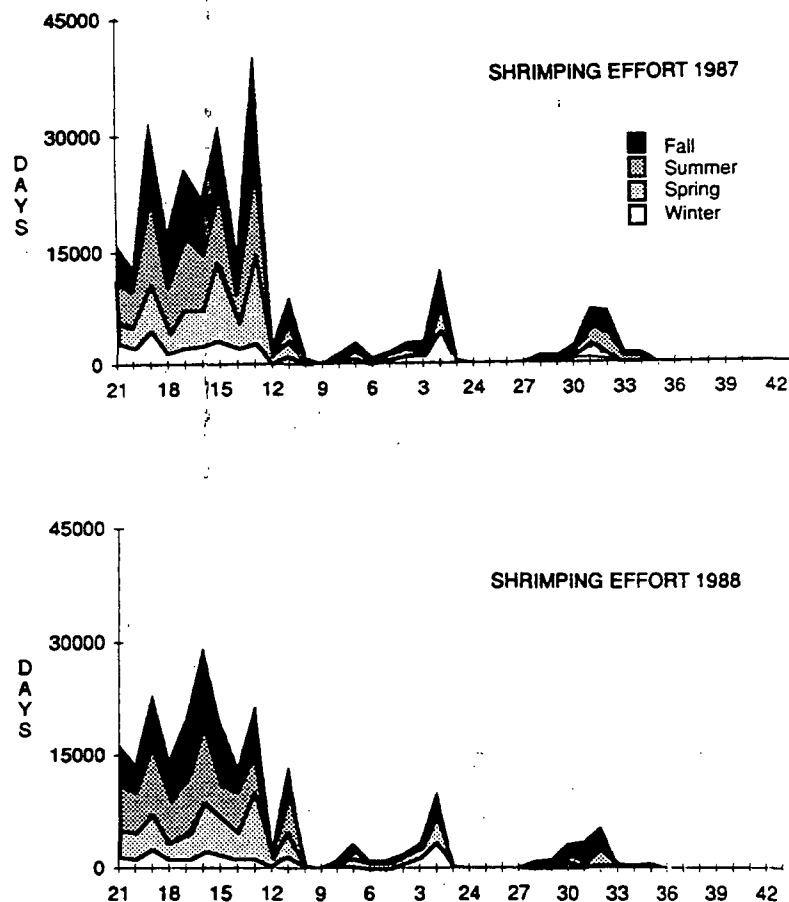 45000
SHRIMPING EFFORT 1987
30000
Fall
Summer
Spring
Winter
DAYS
15000
0
21 18 15 12 9 6 3 24 27 30 33 36 39 42
45000
SHRIMPING EFFORT 1988
30000
DAYS
15000
0
21 18 15 12 9 6 3 24 27 30 33 36 39 42